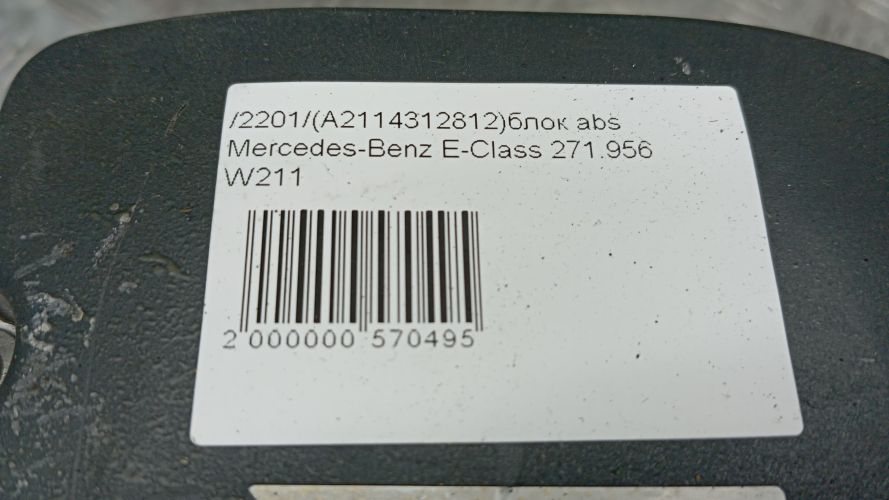 /2201/(A2114312812)блок abs
Mercedes-Benz E-Class 271.956
W211
2 000000 570495